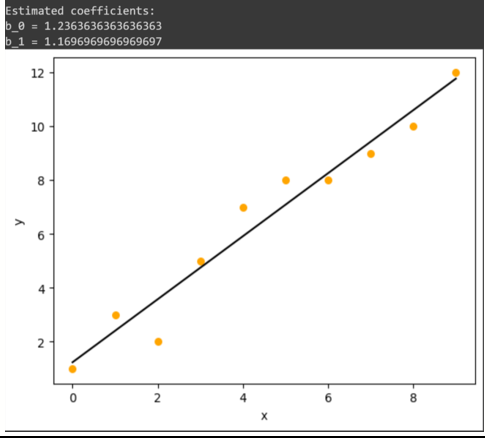 Estimated coefficients:
b_0 = 1.2363636363636363
b_1 = 1.1696969696969697
12
10
8
6
4
2
y
0 2 4 6 8
x